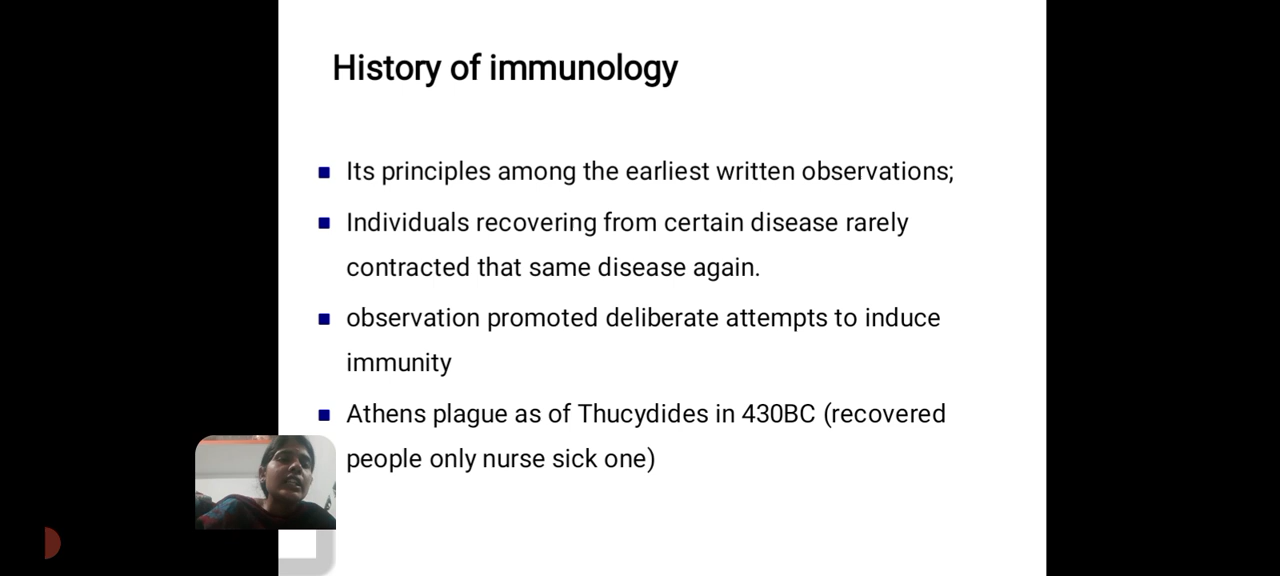 History of immunology
Its principles among the earliest written observations;
Individuals recovering from certain disease rarely
contracted that same disease again.
observation promoted deliberate attempts to induce
immunity
Athens plague as of Thucydides in 430BC (recovered
people only nurse sick one)